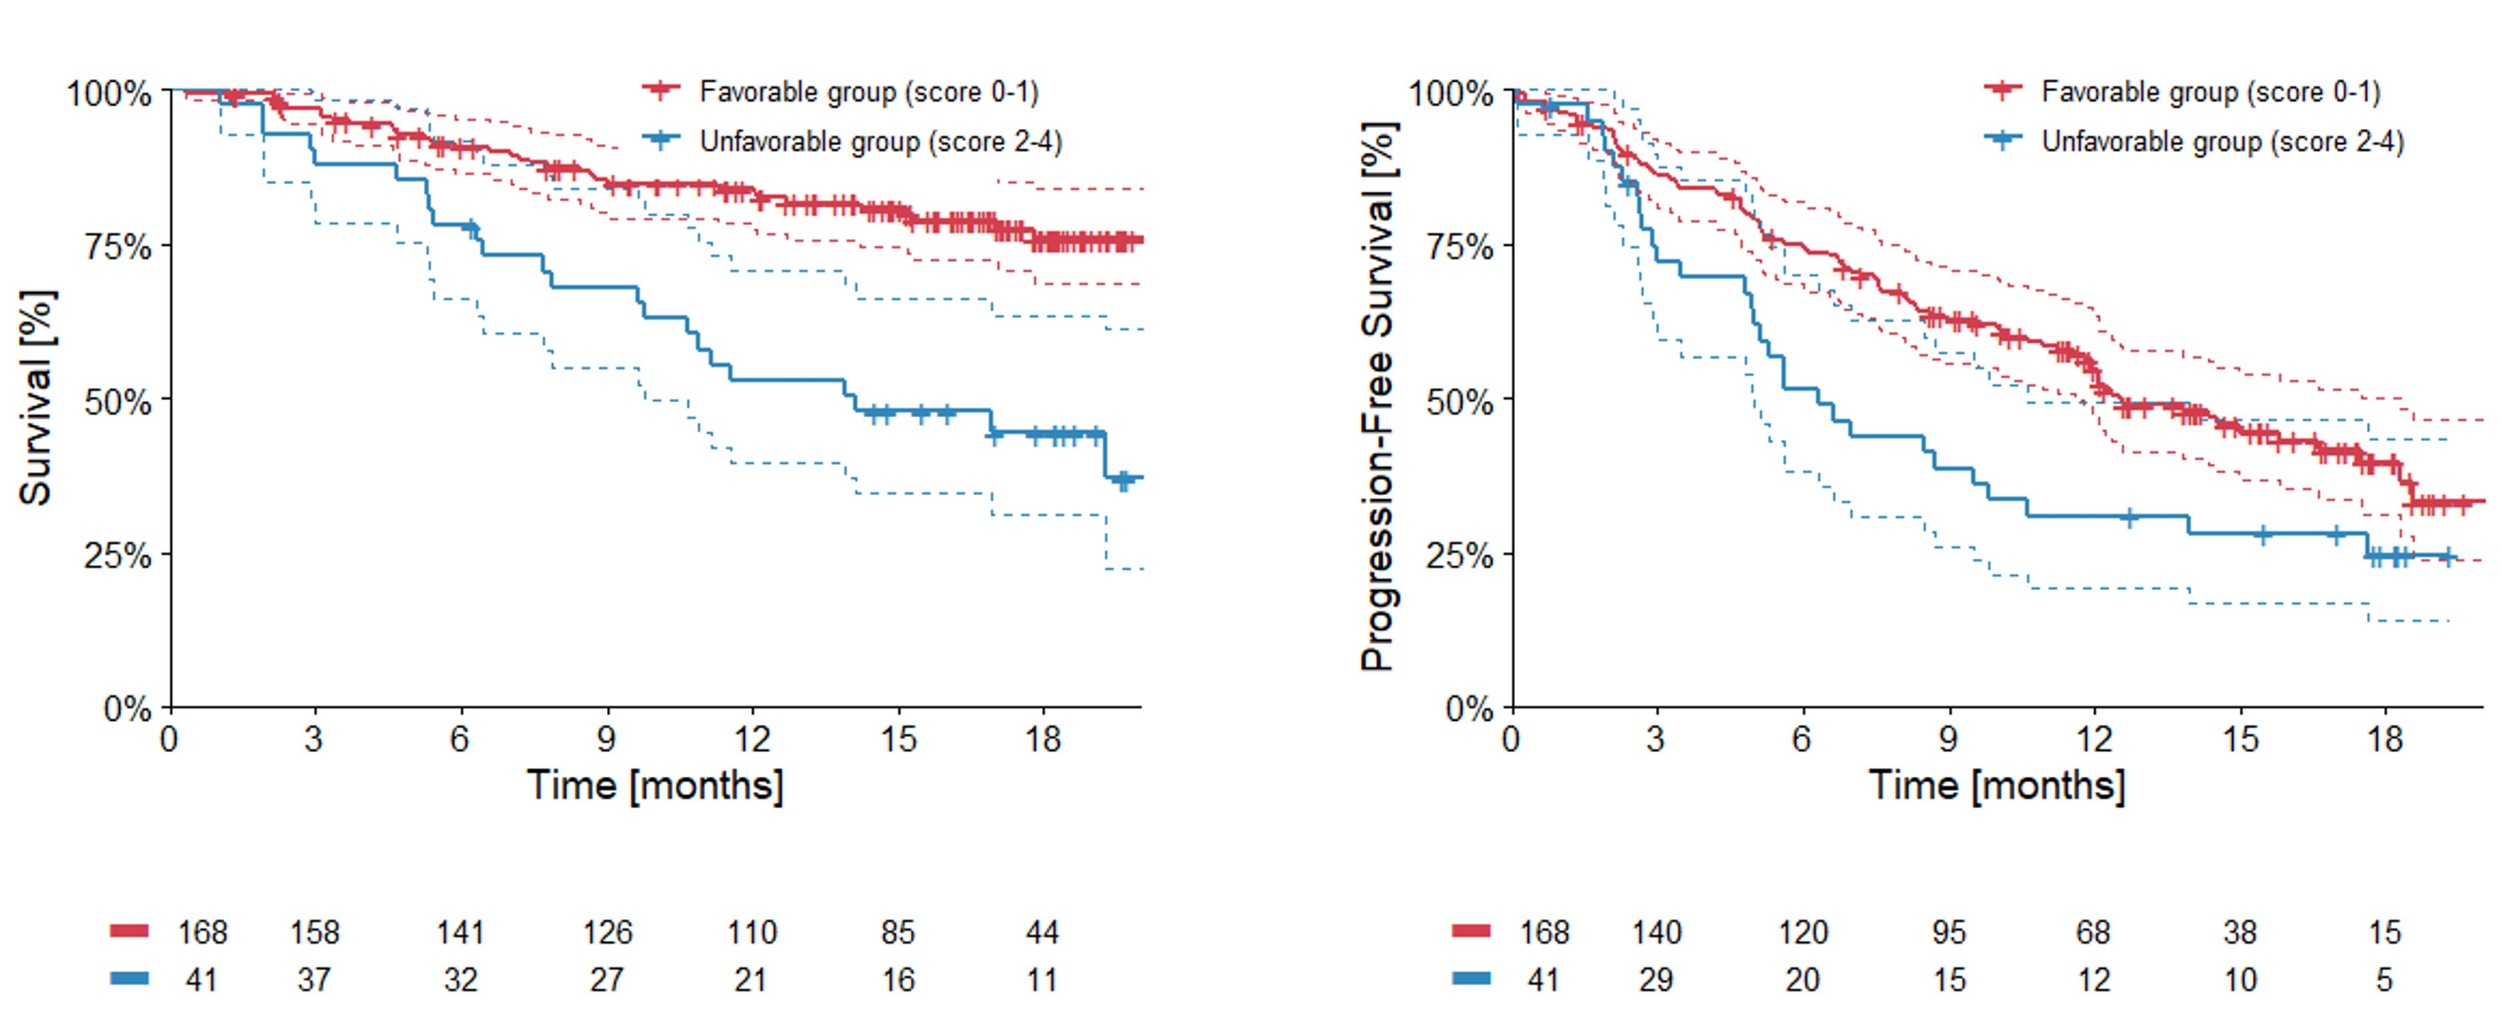 100%
75%
50%
25%
0%
Survival [%]
Favorable group (score 0-1)
Unfavorable group (score 2-4)
0 3 6 9 12 15 18
Time [months]
168 158 141 126 110 85 44
41 37 32 27 21 16 11
100%
75%
50%
25%
0%
Progression-Free Survival [%]
Favorable group (score 0-1)
Unfavorable group (score 2-4)
0 3 6 9 12 15 18
Time [months]
168 140 120 95 68 38 15
41 29 20 15 12 10 5